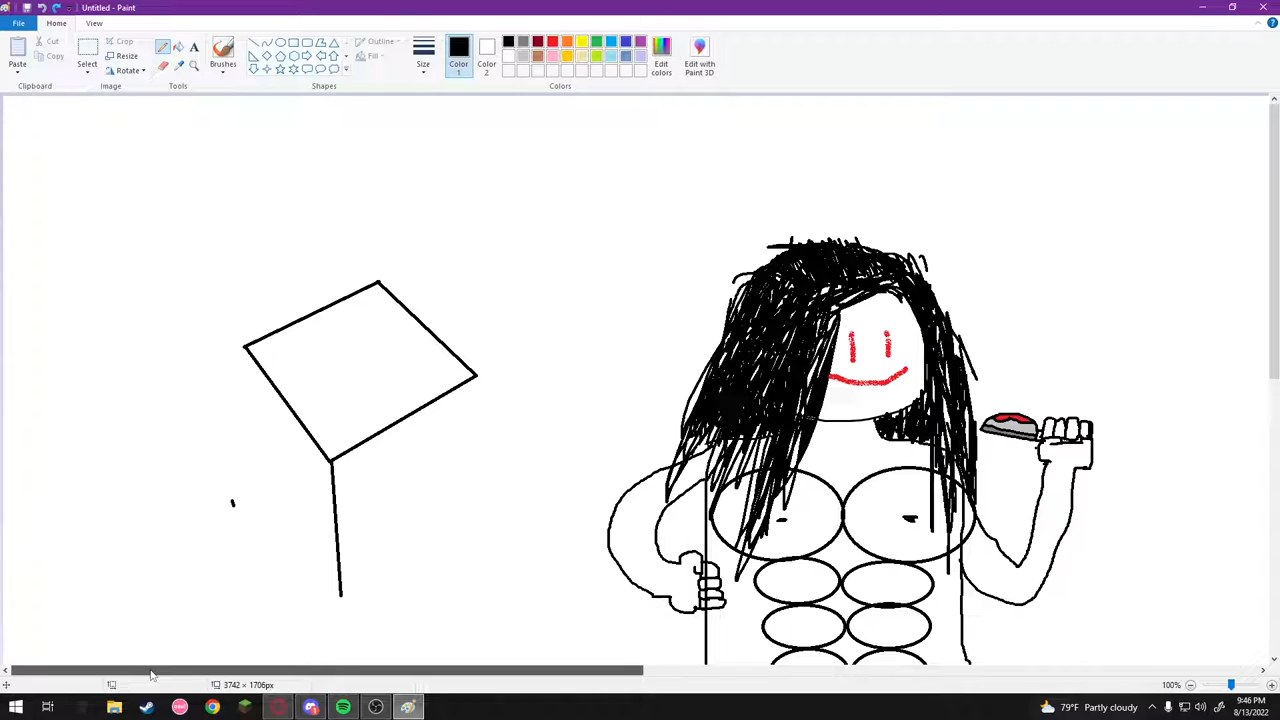 Untitled - Paint
File Home View
Paste
Cut
Copy
Clipboard
Select
Crop
Resize
Rotate
Image
A
Tools
Brushes
Shapes
Outline
Fill
Size
Color 1
Color 2
Colors
Edit colors
Edit with Paint 3D
3742 × 1706px
100%
osu!
79°F Partly cloudy
9:46 PM
8/13/2022